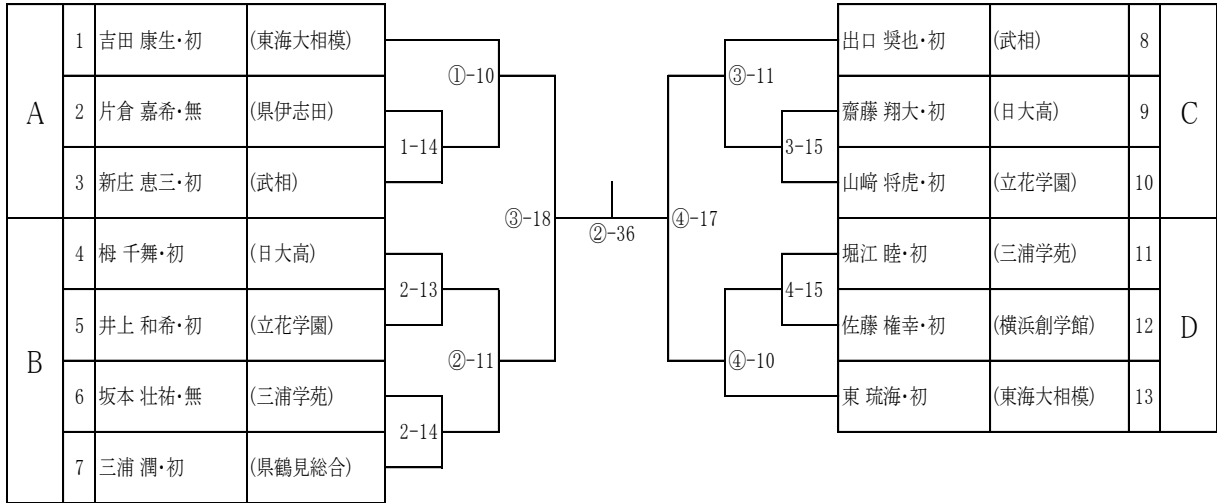 A
1 吉田 康生・初 (東海大相模)
2 片倉 嘉希・無 (県伊志田)
3 新庄 恵三・初 (武相)
B
4 栂 千舞・初 (日大高)
5 井上 和希・初 (立花学園)
6 坂本 壮祐・無 (三浦学苑)
7 三浦 潤・初 (県鶴見総合)
①-10
1-14
③-18
2-13
②-11
2-14
②-36
③-11
3-15
④-17
4-15
④-10
出口 奨也・初 (武相) 8
齋藤 翔大・初 (日大高) 9
山﨑 将虎・初 (立花学園) 10
C
堀江 睦・初 (三浦学苑) 11
佐藤 権幸・初 (横浜創学館) 12
東 琉海・初 (東海大相模) 13
D